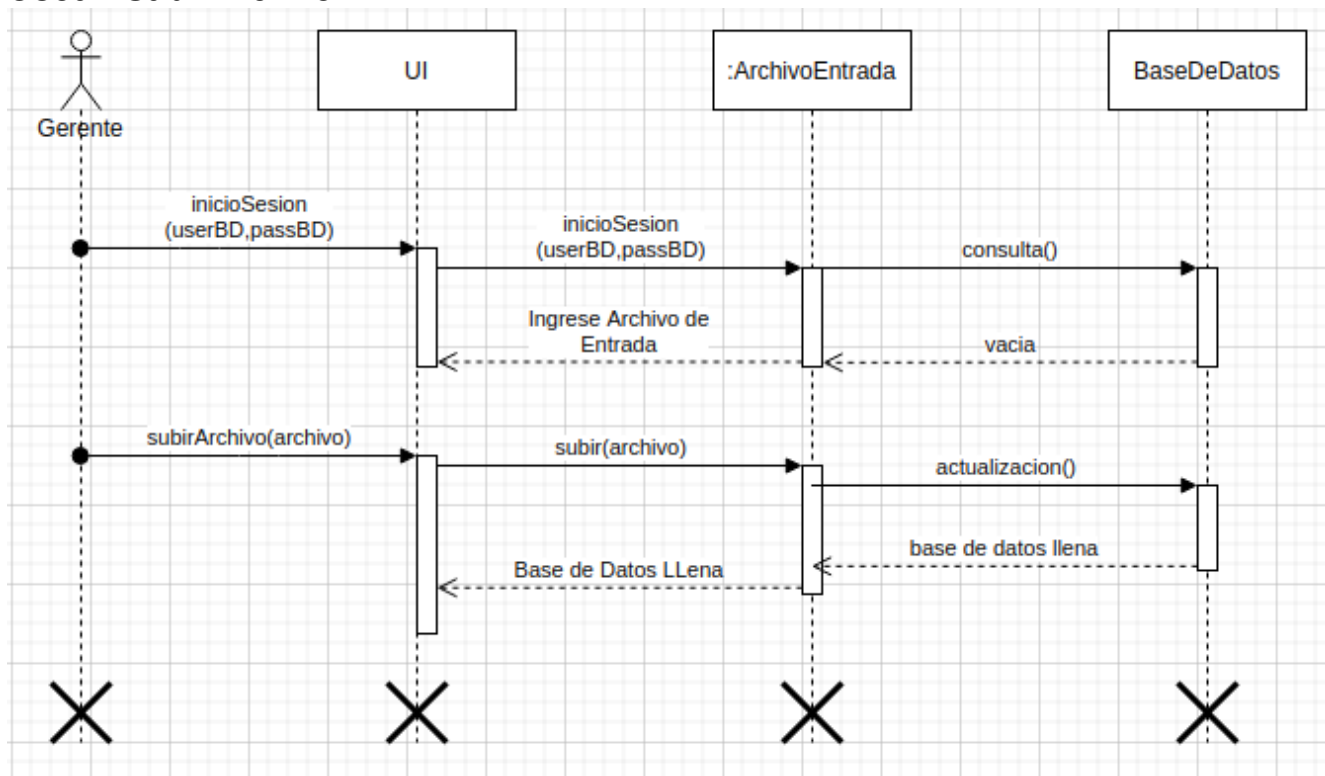 UI
:ArchivoEntrada
BaseDeDatos
Gerente
inicioSesion
(userBD,passBD)
inicioSesion
(userBD,passBD)
consulta()
Ingrese Archivo de
Entrada
vacia
subirArchivo(archivo)
subir(archivo)
actualizacion()
base de datos llena
Base de Datos LLena